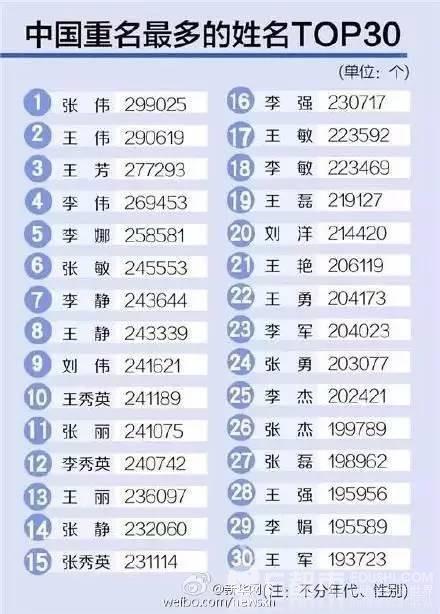 中国重名最多的姓名TOP30
(单位：个)
1 张 伟 299025
2 王 伟 290619
3 王 芳 277293
4 李 伟 269453
5 李 娜 258581
6 张 敏 245553
7 李 静 243644
8 王 静 243339
9 刘 伟 241621
10 王秀英 241189
11 张 丽 241075
12 李秀英 240742
13 王 丽 236097
14 张 静 232060
15 张秀英 231114
16 李 强 230717
17 王 敏 223592
18 李 敏 223469
19 王 磊 219127
20 刘 洋 214420
21 王 艳 206119
22 王 勇 204173
23 李 军 204023
24 张 勇 203077
25 李 杰 202421
26 张 杰 199789
27 张 磊 198962
28 王 强 195956
29 李 娟 195589
30 王 军 193723
@新华网
weibo.com/newscn
(注：不分年代、性别)